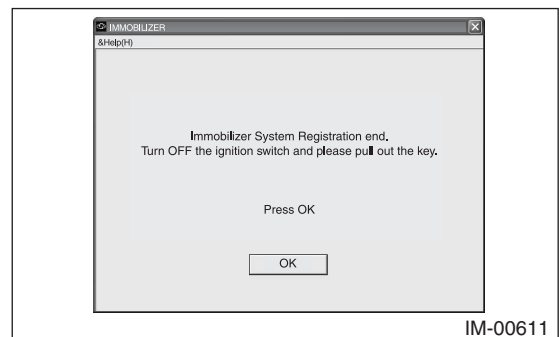 IMMOBILIZER
&Help(H)
Immobilizer System Registration end.
Turn OFF the ignition switch and please pull out the key.
Press OK
OK
IM-00611